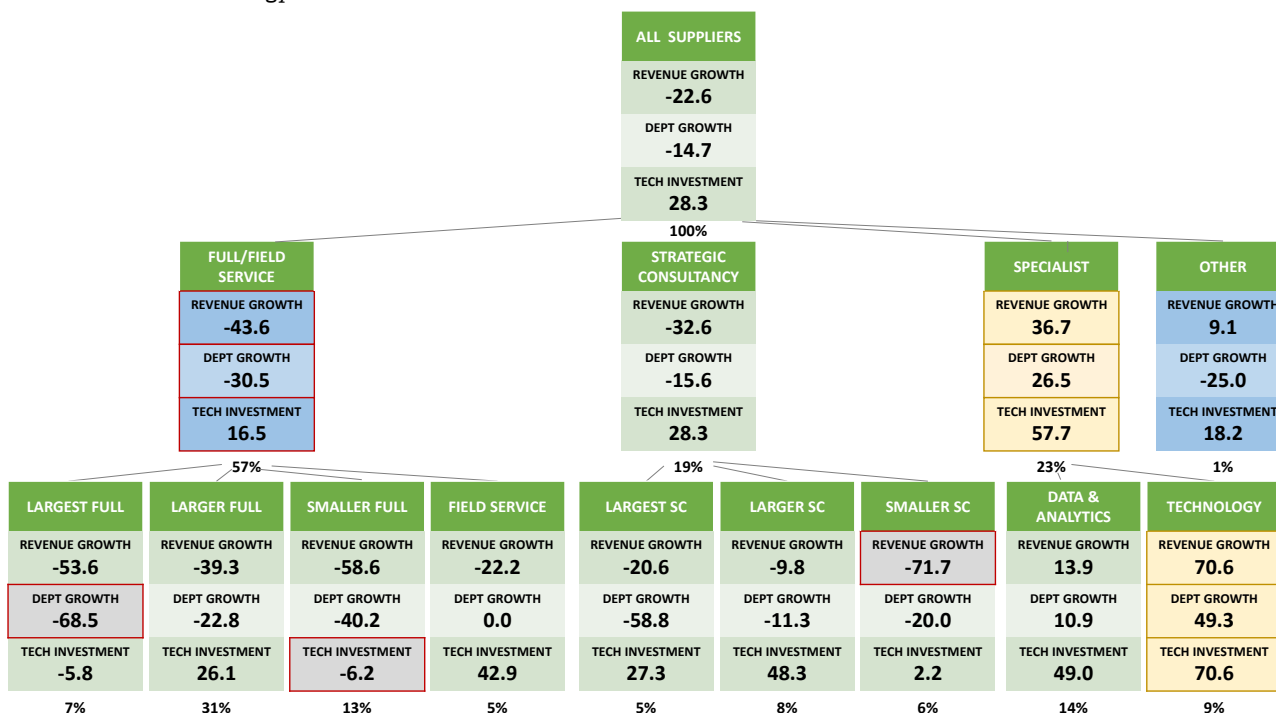 ALL SUPPLIERS
REVENUE GROWTH
-22.6
DEPT GROWTH
-14.7
TECH INVESTMENT
28.3
100%
FULL/FIELD
SERVICE
REVENUE GROWTH
-43.6
DEPT GROWTH
-30.5
TECH INVESTMENT
16.5
57%
STRATEGIC
CONSULTANCY
REVENUE GROWTH
-32.6
DEPT GROWTH
-15.6
TECH INVESTMENT
28.3
19%
SPECIALIST
REVENUE GROWTH
36.7
DEPT GROWTH
26.5
TECH INVESTMENT
57.7
23%
OTHER
REVENUE GROWTH
9.1
DEPT GROWTH
-25.0
TECH INVESTMENT
18.2
1%
LARGEST FULL
REVENUE GROWTH
-53.6
DEPT GROWTH
-68.5
TECH INVESTMENT
-5.8
7%
LARGER FULL
REVENUE GROWTH
-39.3
DEPT GROWTH
-22.8
TECH INVESTMENT
26.1
31%
SMALLER FULL
REVENUE GROWTH
-58.6
DEPT GROWTH
-40.2
TECH INVESTMENT
-6.2
13%
FIELD SERVICE
REVENUE GROWTH
-22.2
DEPT GROWTH
0.0
TECH INVESTMENT
42.9
5%
LARGEST SC
REVENUE GROWTH
-20.6
DEPT GROWTH
-58.8
TECH INVESTMENT
27.3
5%
LARGER SC
REVENUE GROWTH
-9.8
DEPT GROWTH
-11.3
TECH INVESTMENT
48.3
8%
SMALLER SC
REVENUE GROWTH
-71.7
DEPT GROWTH
-20.0
TECH INVESTMENT
2.2
6%
DATA &
ANALYTICS
REVENUE GROWTH
13.9
DEPT GROWTH
10.9
TECH INVESTMENT
49.0
14%
TECHNOLOGY
REVENUE GROWTH
70.6
DEPT GROWTH
49.3
TECH INVESTMENT
70.6
9%